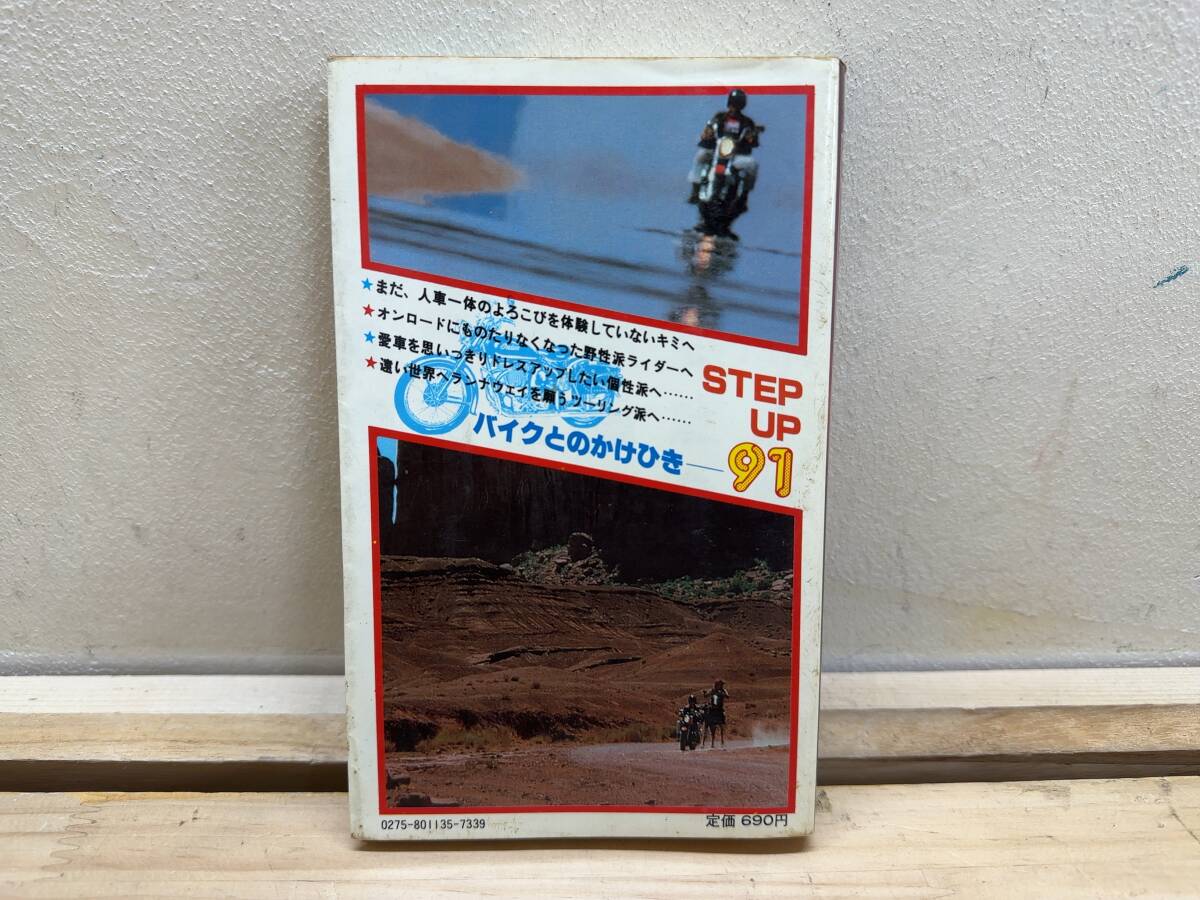 ★まだ、人車一体のよろこびを体験していないキミへ
★オンロードにものたりなくなった野性派ライダーへ
★愛車を思いっきりドレスアップしたい個性派へ……
★遠い世界へランナウェイを願うツーリング派へ……
バイクとのかけひき――
STEP
UP
91
0275-801135-7339
定価 690円